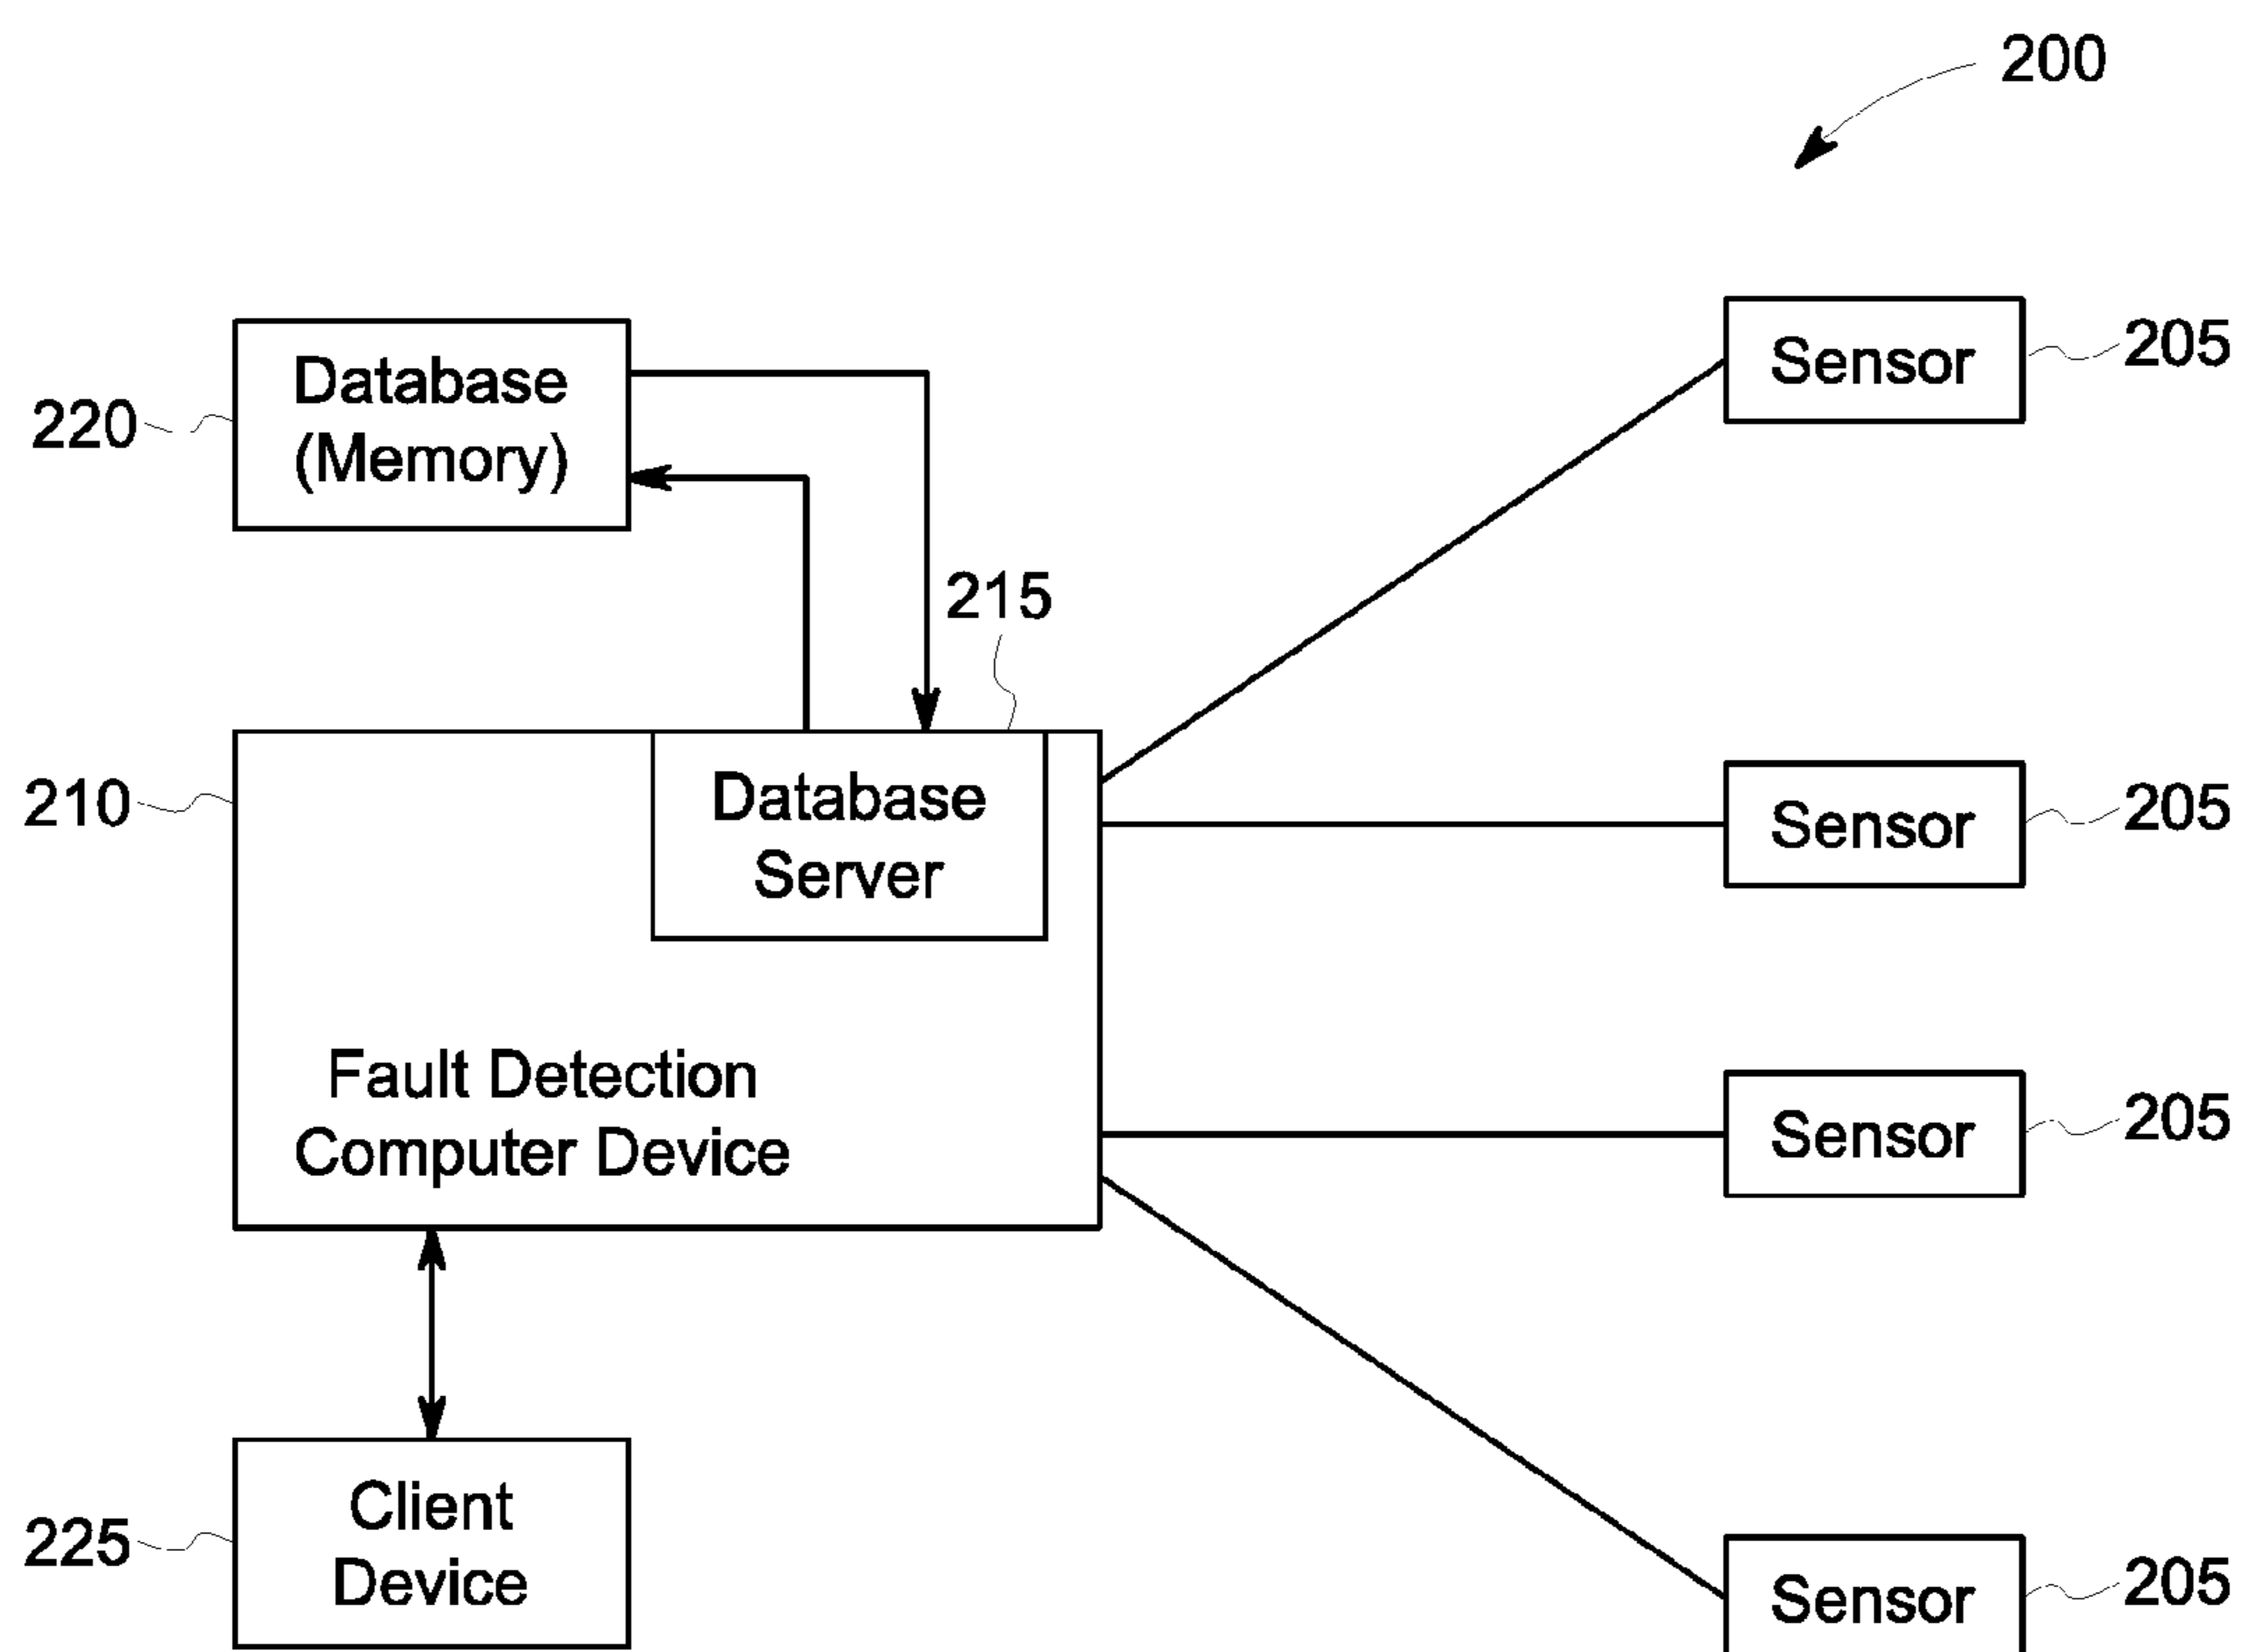 200
Database
(Memory)
220
Sensor
205
215
Database
Server
210
Sensor
205
Fault Detection
Computer Device
Sensor
205
Client
Device
225
Sensor
205